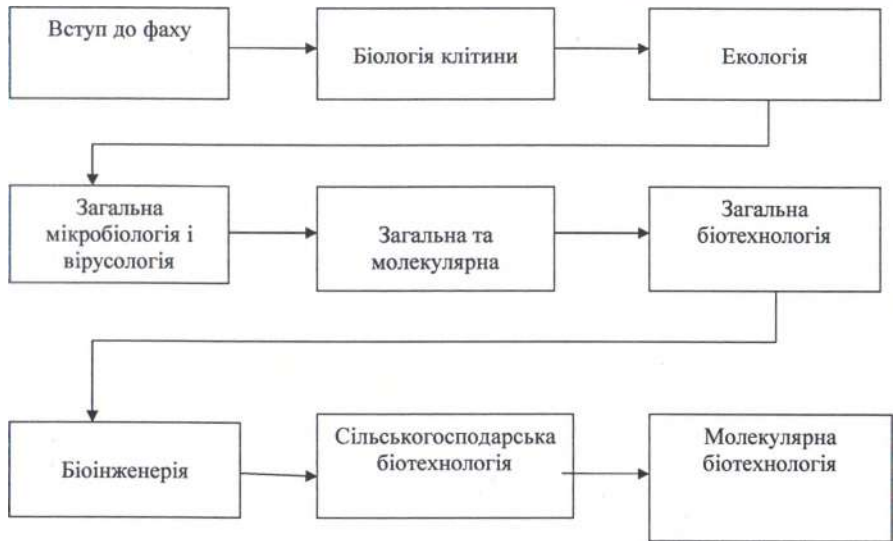 Вступ до фаху
Біологія клітини
Екологія
Загальна
мікробіологія і
вірусологія
Загальна та
молекулярна
Загальна
біотехнологія
Біоінженерія
Сільськогосподарська
біотехнологія
Молекулярна
біотехнологія